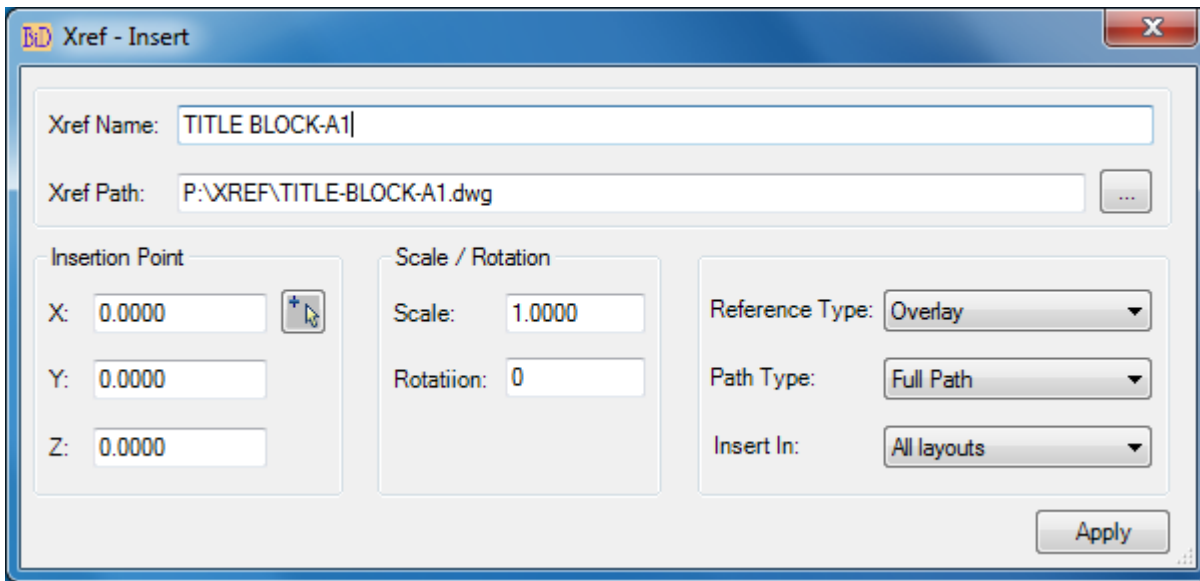 BiD Xref - Insert
Xref Name: TITLE BLOCK-A1
Xref Path: P:\XREF\TITLE-BLOCK-A1.dwg ...
Insertion Point
X: 0.0000
Y: 0.0000
Z: 0.0000
Scale / Rotation
Scale: 1.0000
Rotatiion: 0
Reference Type: Overlay
Path Type: Full Path
Insert In: All layouts
Apply